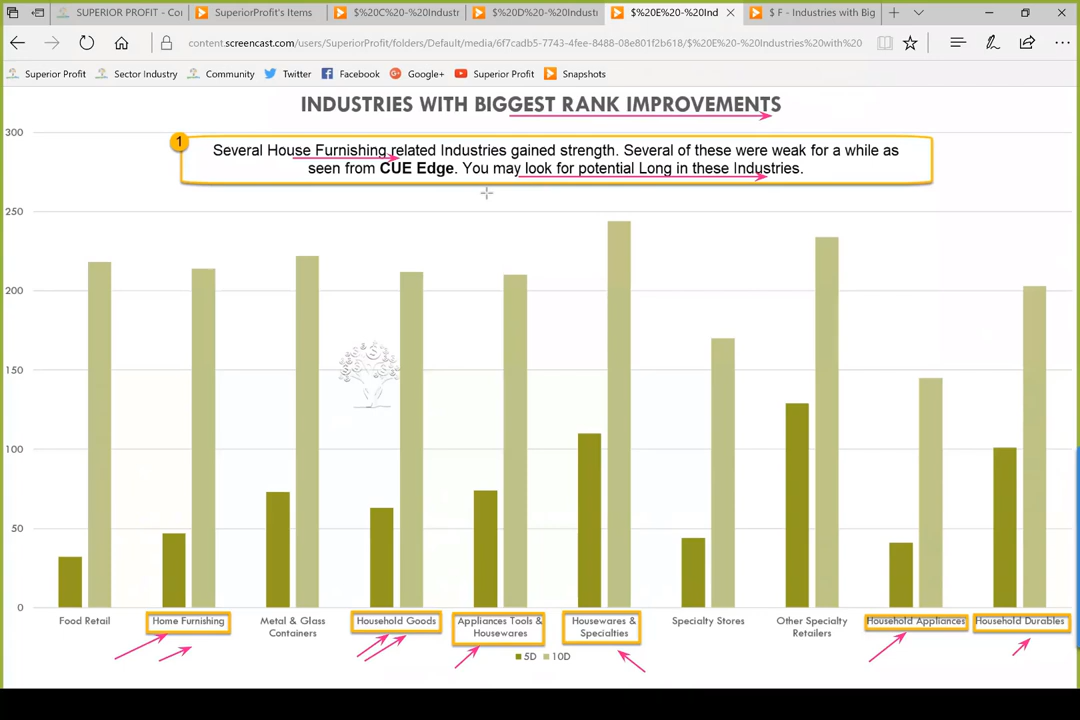 SUPERIOR PROFIT - Co
SuperiorProfit's Items
$%20C%20-%20Industr
$%20D%20-%20Industr
$%20E%20-%20Ind
$ F - Industries with Big
content.screencast.com/users/SuperiorProfit/folders/Default/media/6f7cadb5-7743-4fee-8488-08e801f2b618/$%20E%20-%20Industries%20with%20
Superior Profit
Sector Industry
Community
Twitter
Facebook
Google+
Superior Profit
Snapshots
INDUSTRIES WITH BIGGEST RANK IMPROVEMENTS
1
Several House Furnishing related Industries gained strength. Several of these were weak for a while as
seen from CUE Edge. You may look for potential Long in these Industries.
300
250
200
150
100
50
0
Food Retail
Home Furnishing
Metal & Glass
Containers
Household Goods
Appliances Tools &
Housewares
Housewares &
Specialties
Specialty Stores
Other Specialty
Retailers
Household Appliances
Household Durables
5D
10D